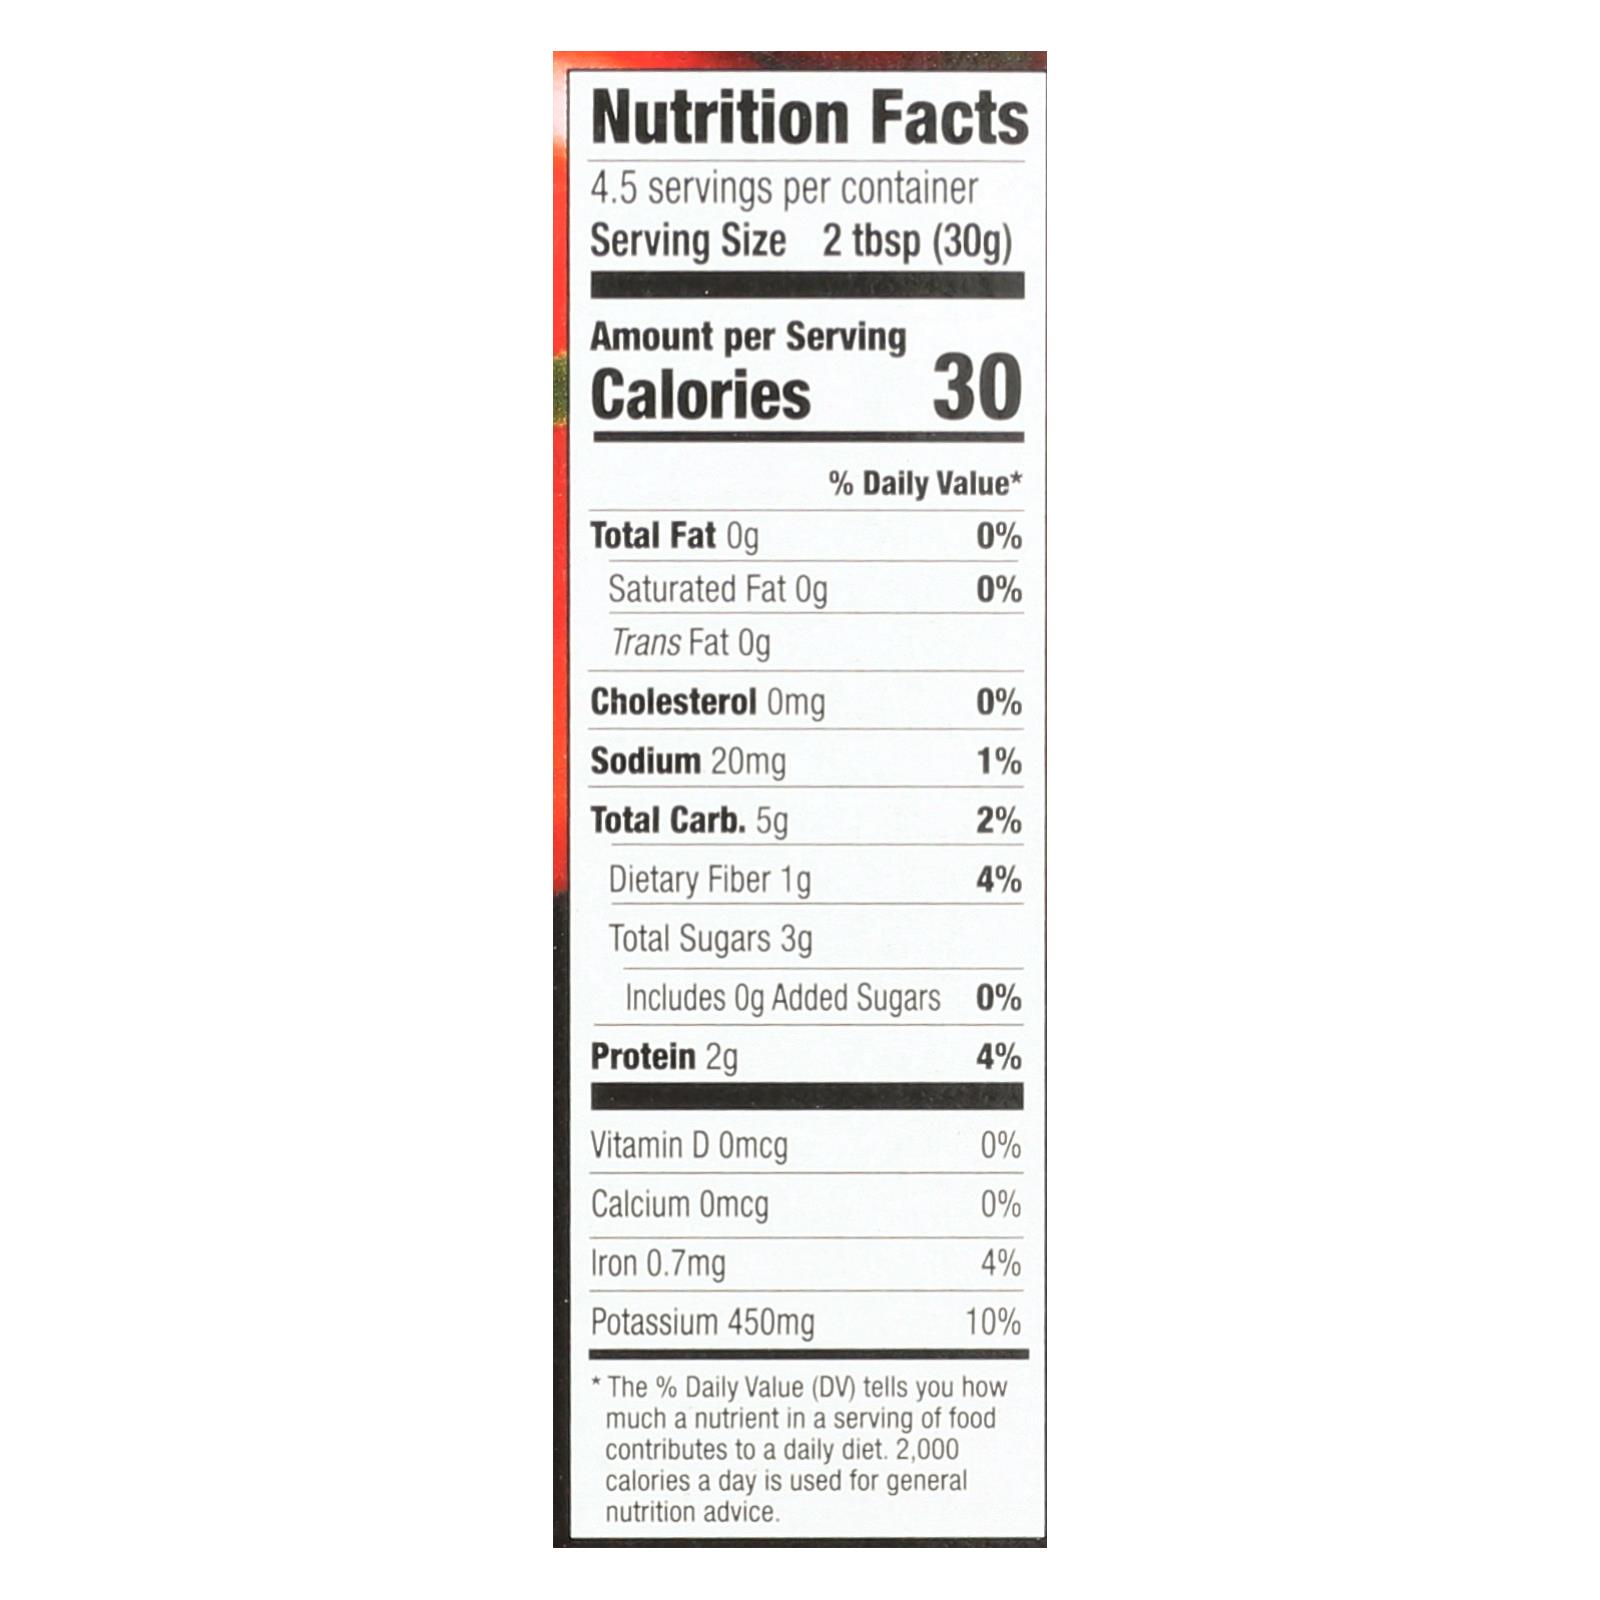 Nutrition Facts
4.5 servings per container
Serving Size 2 tbsp (30g)
Amount per Serving
Calories 30
% Daily Value*
Total Fat 0g 0%
Saturated Fat 0g 0%
Trans Fat 0g
Cholesterol 0mg 0%
Sodium 20mg 1%
Total Carb. 5g 2%
Dietary Fiber 1g 4%
Total Sugars 3g
Includes 0g Added Sugars 0%
Protein 2g 4%
Vitamin D 0mcg 0%
Calcium 0mcg 0%
Iron 0.7mg 4%
Potassium 450mg 10%
* The % Daily Value (DV) tells you how
much a nutrient in a serving of food
contributes to a daily diet. 2,000
calories a day is used for general
nutrition advice.